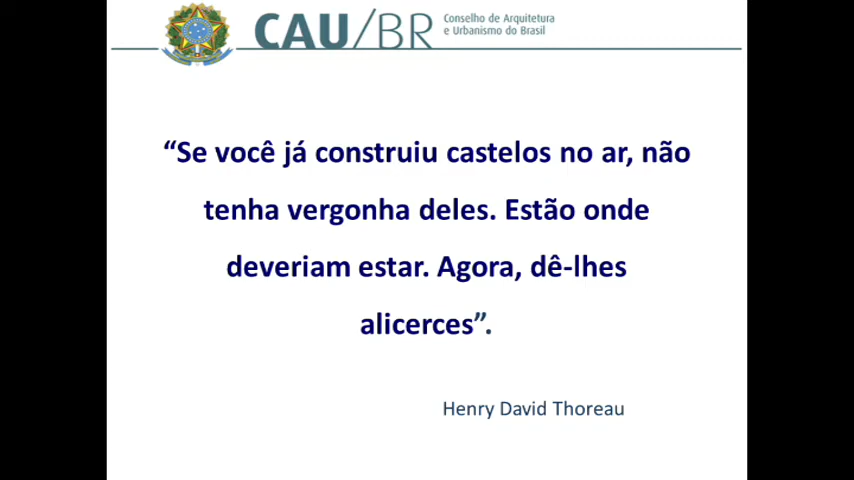 CAU/BR
Conselho de Arquitetura
e Urbanismo do Brasil
“Se você já construiu castelos no ar, não
tenha vergonha deles. Estão onde
deveriam estar. Agora, dê-lhes
alicerces”.
Henry David Thoreau